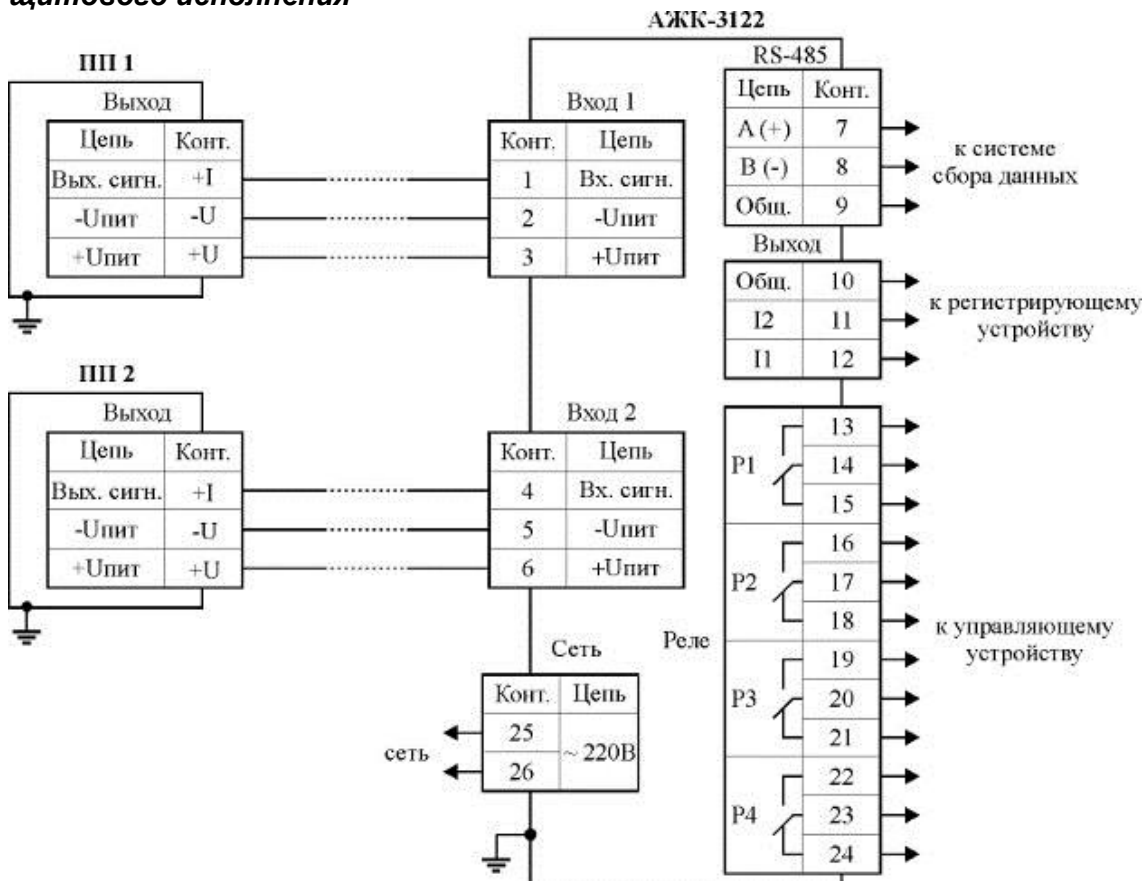 щитового исполнения
АЖК-3122
ПП 1
Выход
Цепь Конт.
Вых. сигн. +I
-Uпит -U
+Uпит +U
Вход 1
Конт. Цепь
1 Вх. сигн.
2 -Uпит
3 +Uпит
RS-485
Цепь Конт.
A (+) 7
B (-) 8
Общ. 9
к системе
сбора данных
Выход
Общ. 10
I2 11
I1 12
к регистрирующему
устройству
ПП 2
Выход
Цепь Конт.
Вых. сигн. +I
-Uпит -U
+Uпит +U
Вход 2
Конт. Цепь
4 Вх. сигн.
5 -Uпит
6 +Uпит
Реле
P1
13
14
15
P2
16
17
18
P3
19
20
21
P4
22
23
24
к управляющему
устройству
Сеть
Конт. Цепь
25
26
~ 220В
сеть